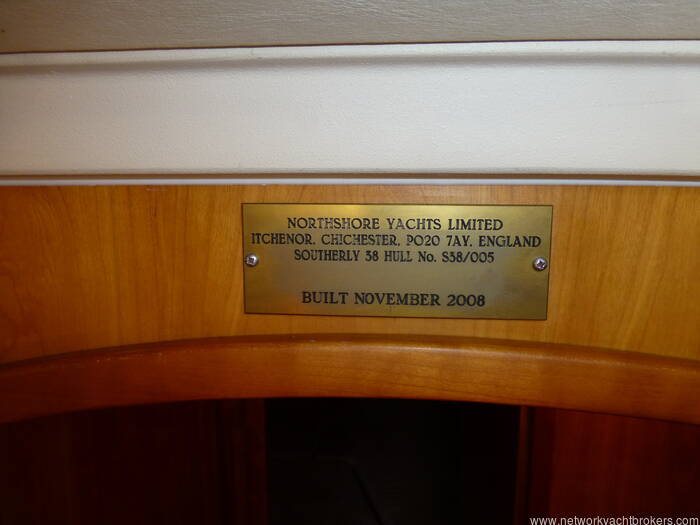 NORTHSHORE YACHTS LIMITED
ITCHENOR, CHICHESTER, PO20 7AY, ENGLAND
SOUTHERLY 38 HULL No. S38/005
BUILT NOVEMBER 2008
www.networkyachtbrokers.com